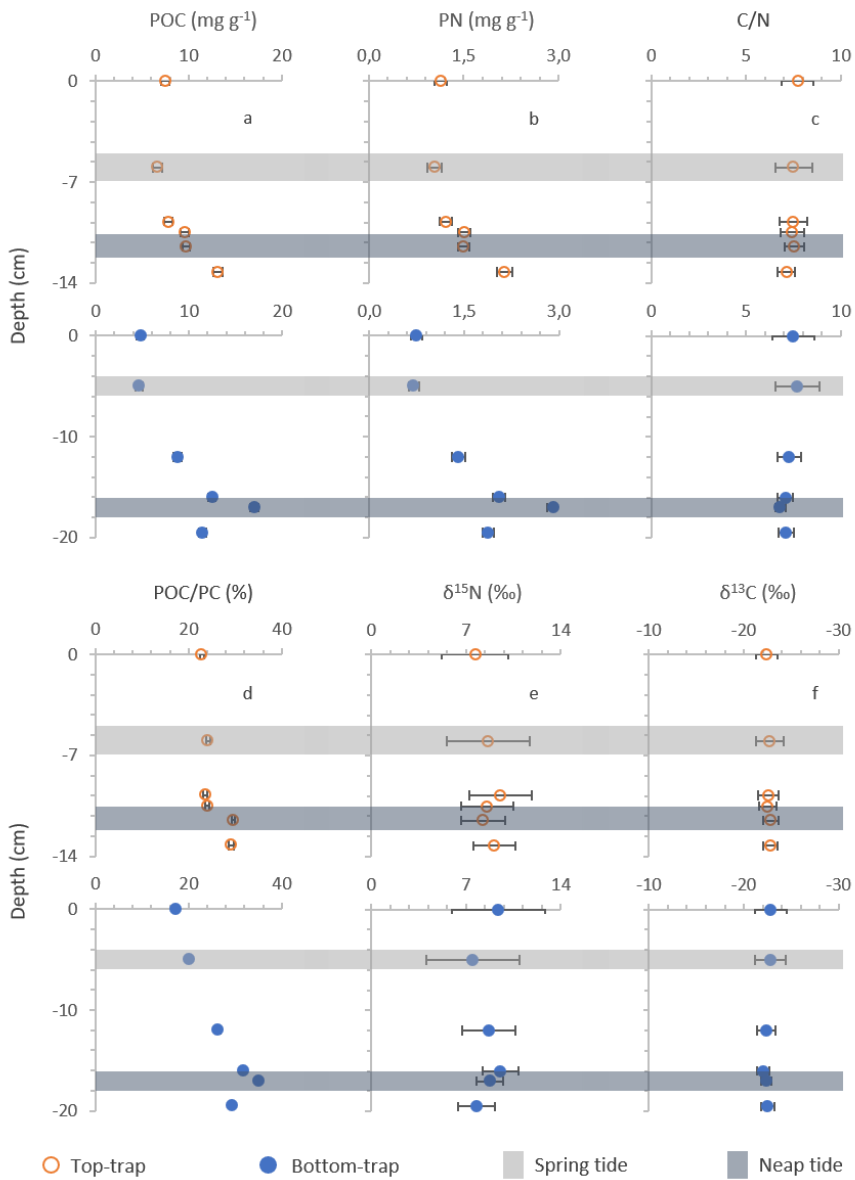 POC (mg g⁻¹) PN (mg g⁻¹) C/N
0 10 20 0,0 1,5 3,0 0 5 10
0
a b c
-7
-14
Depth (cm)
0 10 20 0,0 1,5 3,0 0 5 10
0
-10
-20
POC/PC (%) δ¹⁵N (‰) δ¹³C (‰)
0 20 40 0 7 14 -10 -20 -30
0
d e f
-7
-14
Depth (cm)
0 20 40 0 7 14 -10 -20 -30
0
-10
-20
Top-trap Bottom-trap Spring tide Neap tide